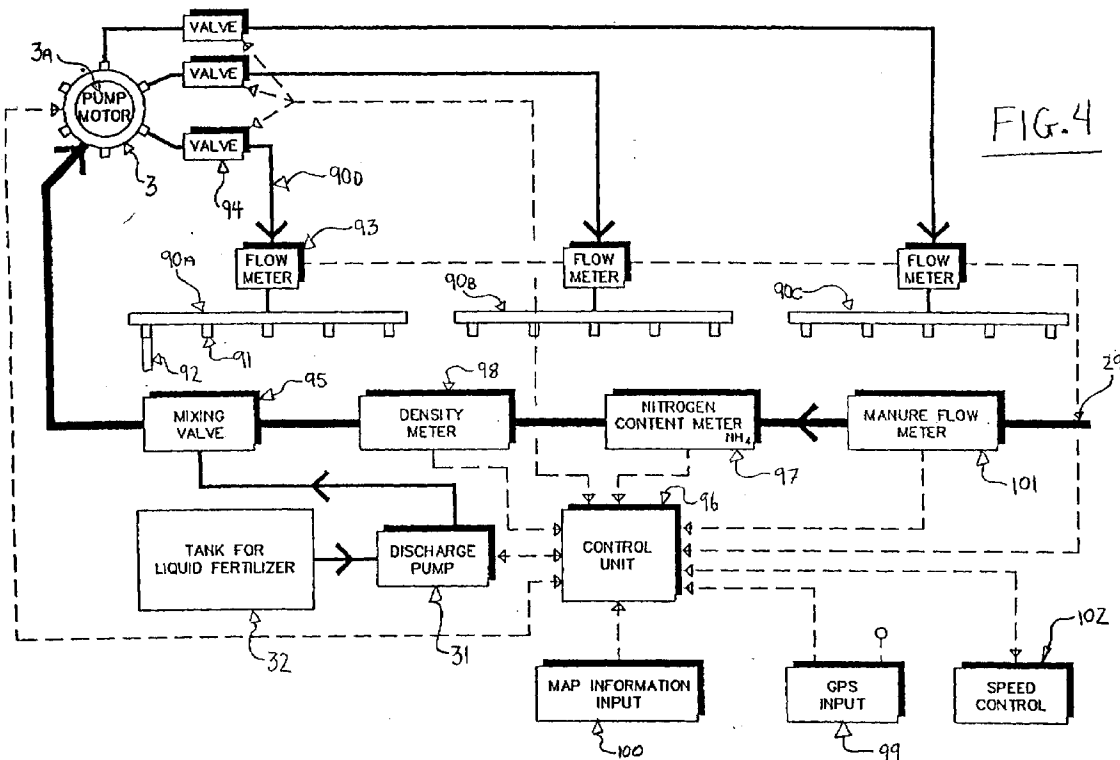 VALVE
3A
VALVE
PUMP
MOTOR
FIG.4
VALVE
3
94
90D
93
FLOW
METER
FLOW
METER
FLOW
METER
90A
90B
90C
91
92
95
98
29
MIXING
VALVE
DENSITY
METER
NITROGEN
CONTENT METER
NH4
MANURE FLOW
METER
97
101
96
TANK FOR
LIQUID FERTILIZER
DISCHARGE
PUMP
CONTROL
UNIT
32
31
102
MAP INFORMATION
INPUT
GPS
INPUT
SPEED
CONTROL
100
99